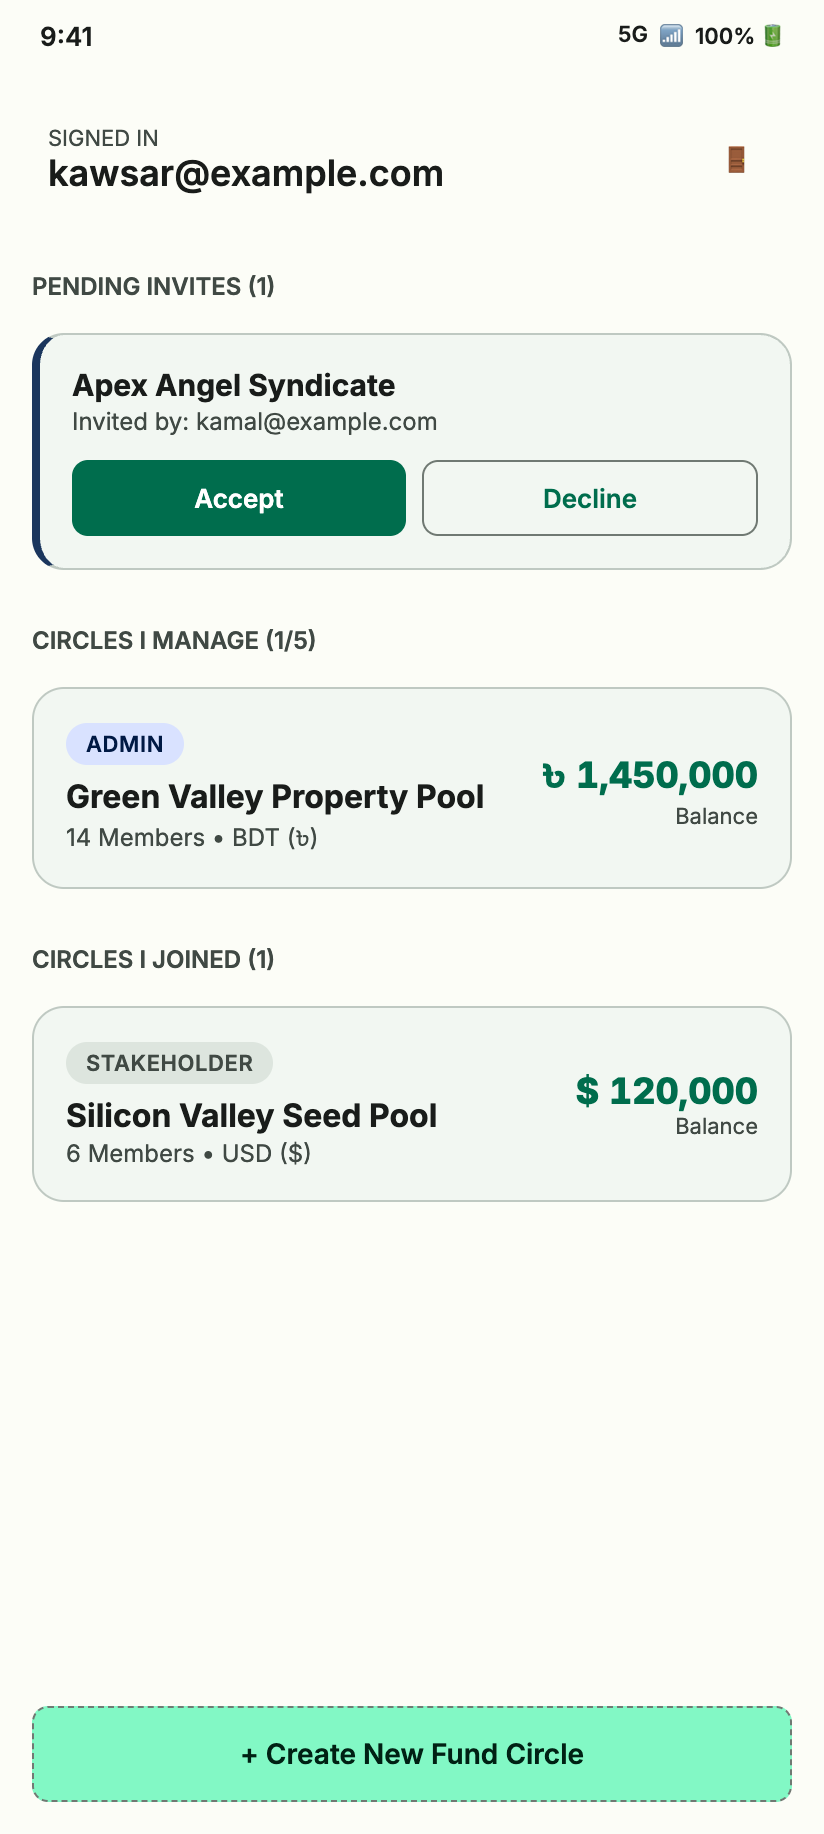 9:41
5G 100%
SIGNED IN
kawsar@example.com
PENDING INVITES (1)
Apex Angel Syndicate
Invited by: kamal@example.com
Accept
Decline
CIRCLES I MANAGE (1/5)
ADMIN
Green Valley Property Pool
14 Members • BDT (৳)
৳ 1,450,000
Balance
CIRCLES I JOINED (1)
STAKEHOLDER
Silicon Valley Seed Pool
6 Members • USD ($)
$ 120,000
Balance
+ Create New Fund Circle